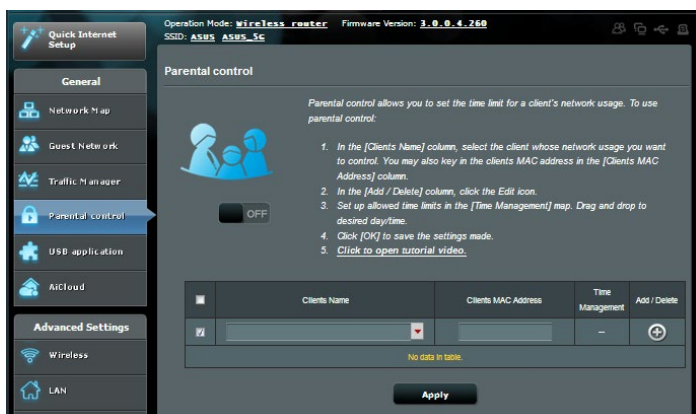 Quick Internet
Setup
Operation Mode: Wireless router Firmware Version: 3.0.0.4.260
SSID: ASUS ASUS_5G
General
Network Map
Guest Network
Traffic Manager
Parental control
USB application
AiCloud
Advanced Settings
Wireless
LAN
Parental control
Parental control allows you to set the time limit for a client's network usage. To use
parental control:
1. In the [Clients Name] column, select the client whose network usage you want
to control. You may also key in the clients MAC address in the [Clients MAC
Address] column.
2. In the [Add / Delete] column, click the Edit icon.
3. Set up allowed time limits in the [Time Management] map. Drag and drop to
desired day/time.
4. Click [OK] to save the settings made.
5. Click to open tutorial video.
OFF
Clients Name Clients MAC Address Time Management Add / Delete
–
No data in table.
Apply